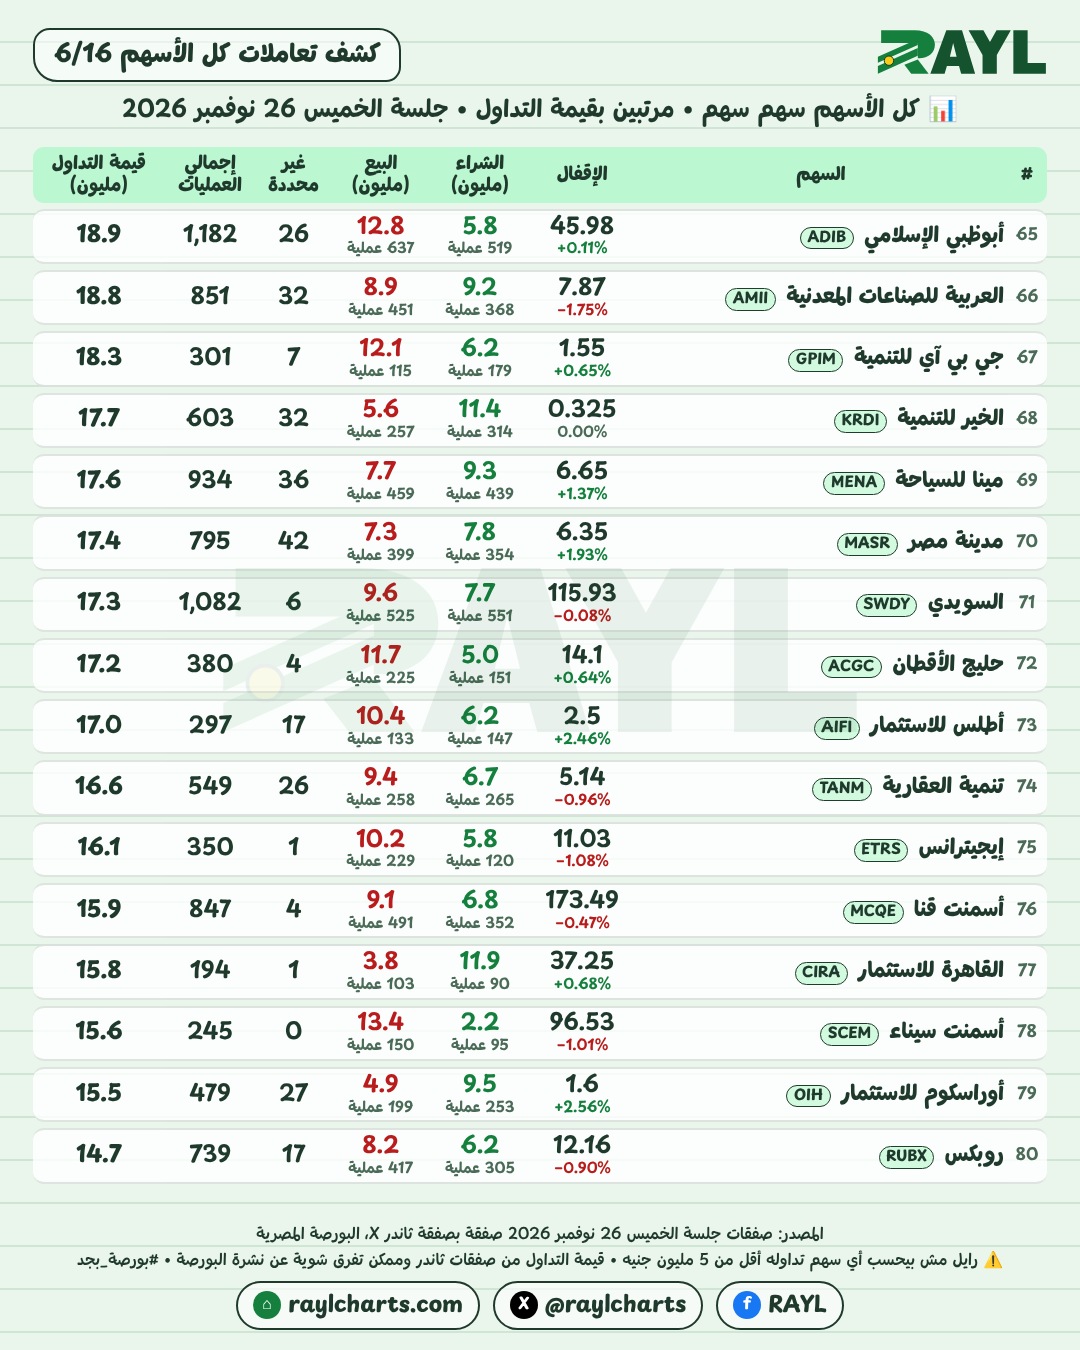 RAYL
كشف تعاملات كل الأسهم 6/16
📊 كل الأسهم سهم سهم • مرتبين بقيمة التداول • جلسة الخميس 26 نوفمبر 2026
# السهم الإقفال الشراء (مليون) البيع (مليون) غير محددة إجمالي العمليات قيمة التداول (مليون)
65 أبوظبي الإسلامي ADIB 45.98 5.8 12.8 26 1,182 18.9
+0.11% 519 عملية 637 عملية
66 العربية للصناعات المعدنية AMII 7.87 9.2 8.9 32 851 18.8
−1.75% 368 عملية 451 عملية
67 جي بي آي للتنمية GPIM 1.55 6.2 12.1 7 301 18.3
+0.65% 179 عملية 115 عملية
68 الخير للتنمية KRDI 0.325 11.4 5.6 32 603 17.7
0.00% 314 عملية 257 عملية
69 مينا للسياحة MENA 6.65 9.3 7.7 36 934 17.6
+1.37% 439 عملية 459 عملية
70 مدينة مصر MASR 6.35 7.8 7.3 42 795 17.4
+1.93% 354 عملية 399 عملية
71 السويدي SWDY 115.93 7.7 9.6 6 1,082 17.3
−0.08% 551 عملية 525 عملية
72 حليج الأقطان ACGC 14.1 5.0 11.7 4 380 17.2
+0.64% 151 عملية 225 عملية
73 أطلس للاستثمار AIFI 2.5 6.2 10.4 17 297 17.0
+2.46% 147 عملية 133 عملية
74 تنمية العقارية TANM 5.14 6.7 9.4 26 549 16.6
−0.96% 265 عملية 258 عملية
75 إيجيترانس ETRS 11.03 5.8 10.2 1 350 16.1
−1.08% 120 عملية 229 عملية
76 أسمنت قنا MCQE 173.49 6.8 9.1 4 847 15.9
−0.47% 352 عملية 491 عملية
77 القاهرة للاستثمار CIRA 37.25 11.9 3.8 1 194 15.8
+0.68% 90 عملية 103 عملية
78 أسمنت سيناء SCEM 96.53 2.2 13.4 0 245 15.6
−1.01% 95 عملية 150 عملية
79 أوراسكوم للاستثمار OIH 1.6 9.5 4.9 27 479 15.5
+2.56% 253 عملية 199 عملية
80 روبكس RUBX 12.16 6.2 8.2 17 739 14.7
−0.90% 305 عملية 417 عملية
المصدر: صفقات جلسة الخميس 26 نوفمبر 2026 صفقة بصفقة ثاندر X، البورصة المصرية
⚠️ رايل مش بيحسب أي سهم تداوله أقل من 5 مليون جنيه • قيمة التداول من صفقات ثاندر وممكن تفرق شوية عن نشرة البورصة • #بورصة_بجد
raylcharts.com X @raylcharts f RAYL